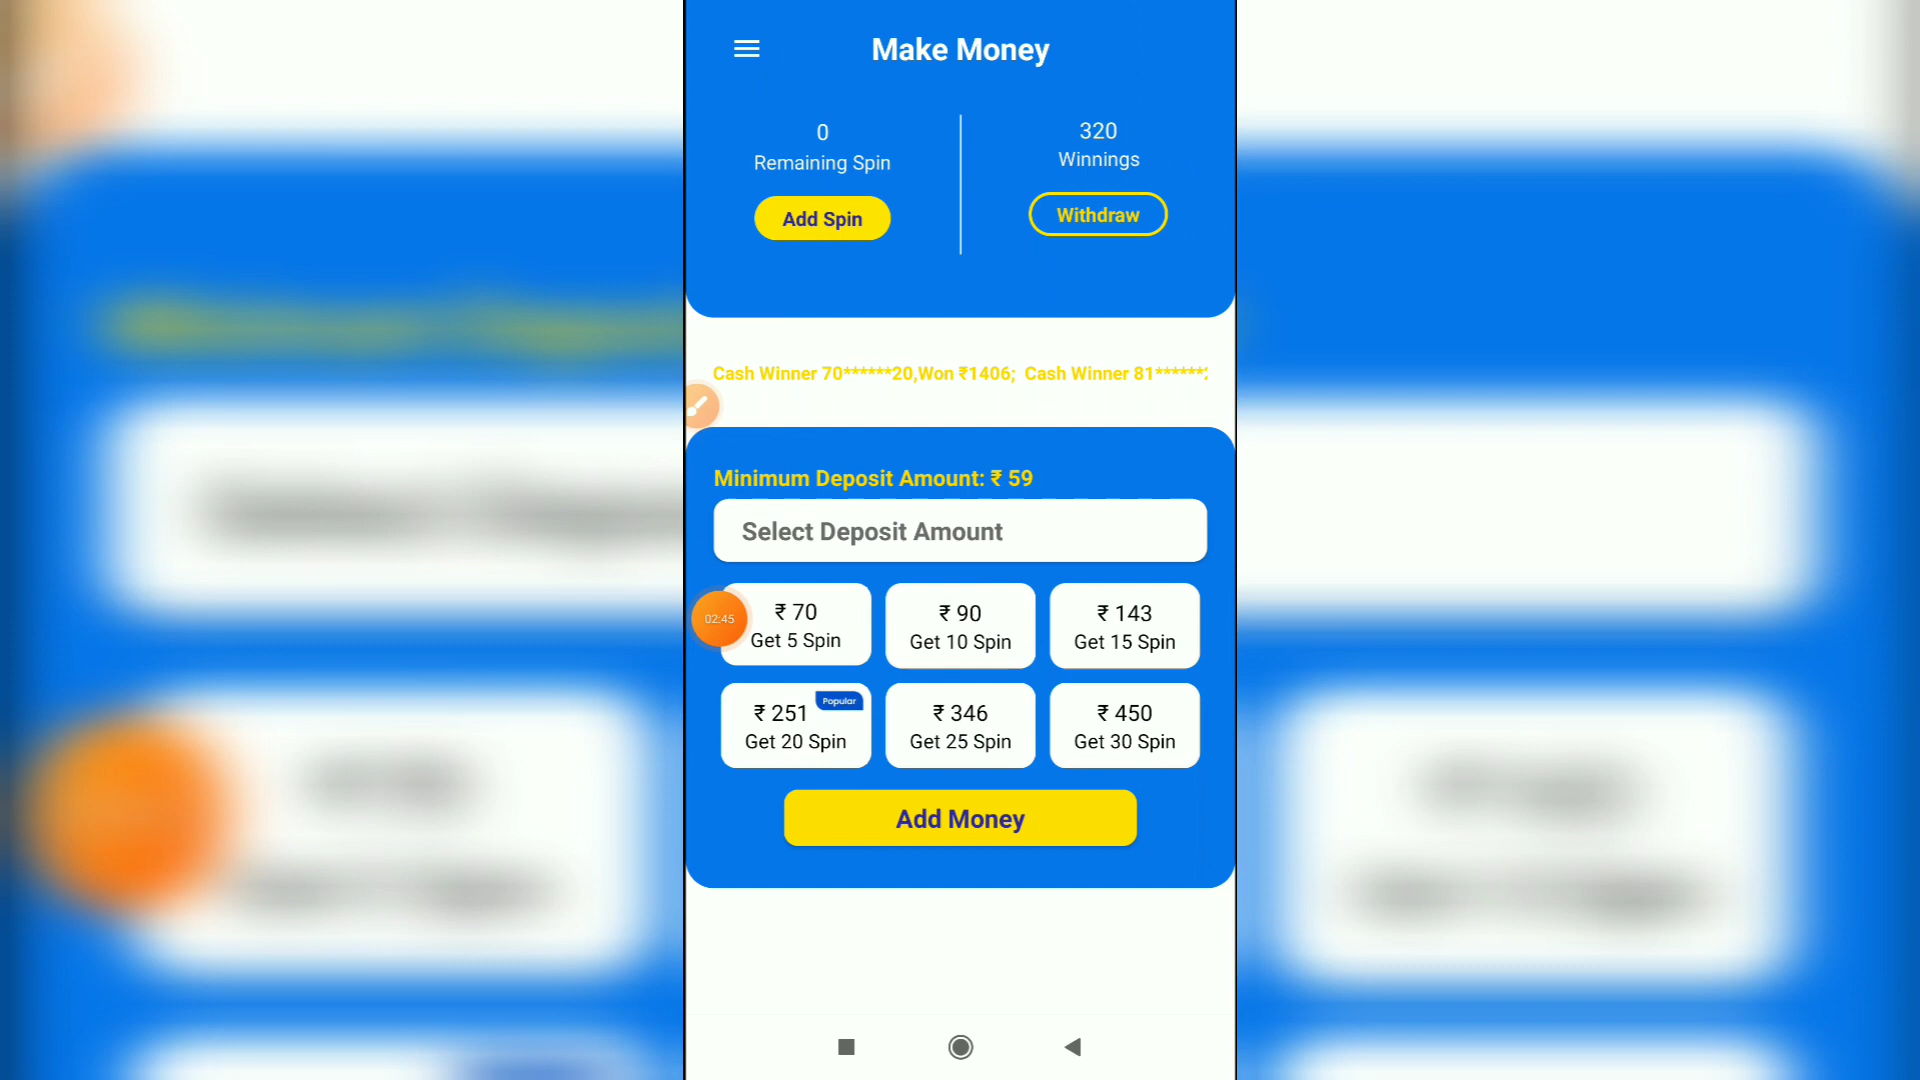 Make Money
0
Remaining Spin
Add Spin
320
Winnings
Withdraw
Cash Winner 70******20,Won ₹1406; Cash Winner 81******
Minimum Deposit Amount: ₹ 59
Select Deposit Amount
02:45
₹ 70
Get 5 Spin
₹ 90
Get 10 Spin
₹ 143
Get 15 Spin
₹ 251
Popular
Get 20 Spin
₹ 346
Get 25 Spin
₹ 450
Get 30 Spin
Add Money